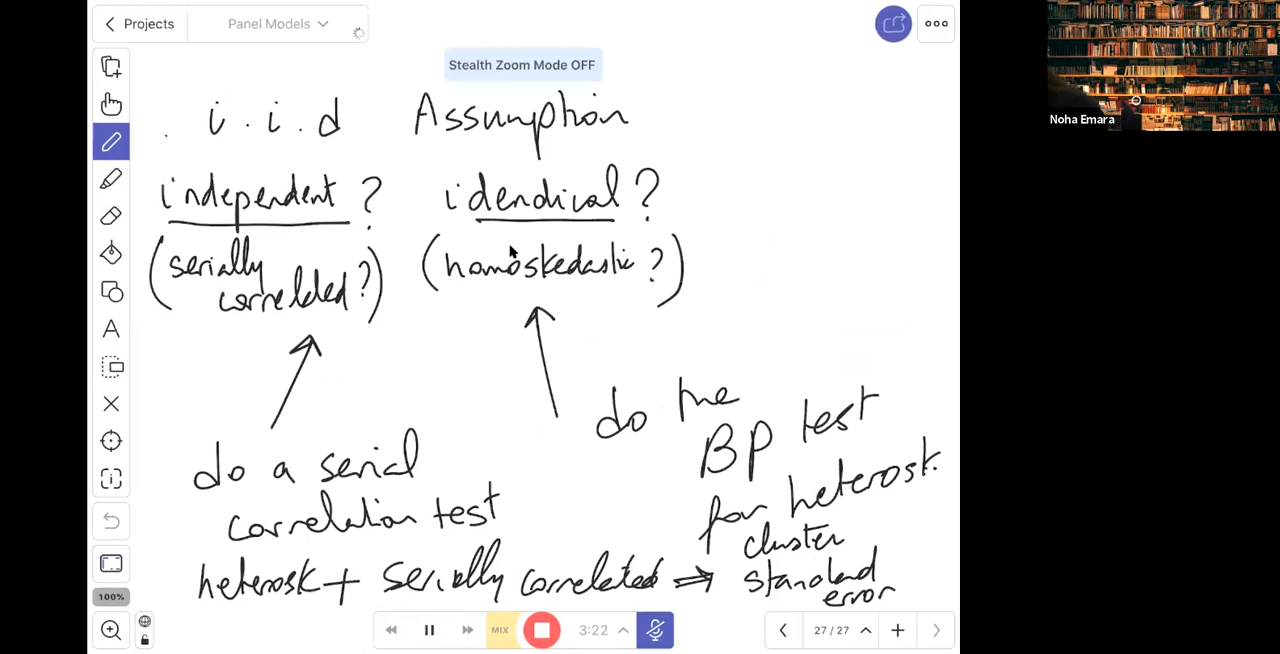 Projects
Panel Models
Stealth Zoom Mode OFF
Noha Emara
i.i.d Assumption
independent ? idendical ?
(serially correlated?) (homoskedastic ?)
do a serial
correlation test
do the
BP test
for heterosk.
heterosk + serially correlated ⇒ cluster
standard
error
A
100%
MIX
3:22
27 / 27